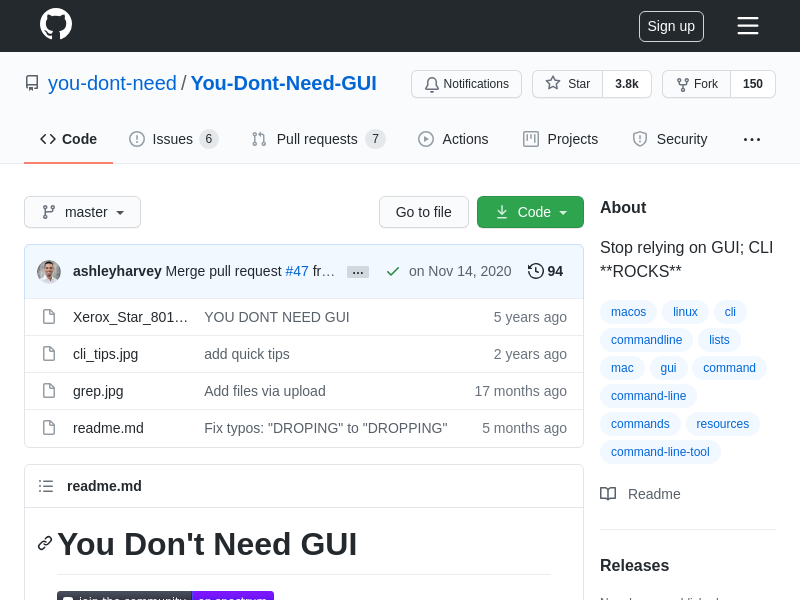 Sign up
you-dont-need / You-Dont-Need-GUI
Notifications
Star 3.8k
Fork 150
Code
Issues 6
Pull requests 7
Actions
Projects
Security
master
Go to file
Code
ashleyharvey Merge pull request #47 fr… … on Nov 14, 2020 94
Xerox_Star_801… YOU DONT NEED GUI 5 years ago
cli_tips.jpg add quick tips 2 years ago
grep.jpg Add files via upload 17 months ago
readme.md Fix typos: "DROPING" to "DROPPING" 5 months ago
readme.md
You Don't Need GUI
About
Stop relying on GUI; CLI
**ROCKS**
macos linux cli
commandline lists
mac gui command
command-line
commands resources
command-line-tool
Readme
Releases